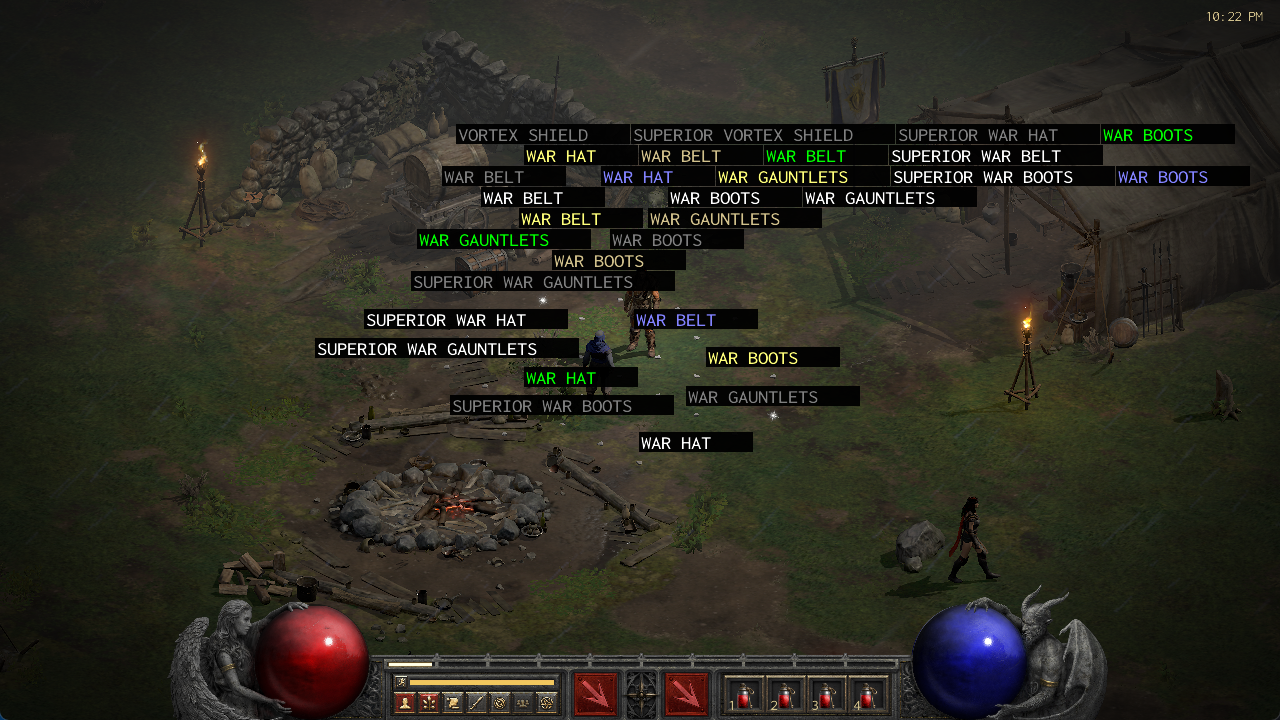 10:22 PM
VORTEX SHIELD SUPERIOR VORTEX SHIELD SUPERIOR WAR HAT WAR BOOTS
WAR HAT WAR BELT WAR BELT SUPERIOR WAR BELT
WAR BELT WAR HAT WAR GAUNTLETS SUPERIOR WAR BOOTS WAR BOOTS
WAR BELT WAR BOOTS WAR GAUNTLETS
WAR BELT WAR GAUNTLETS
WAR GAUNTLETS WAR BOOTS
WAR BOOTS
SUPERIOR WAR GAUNTLETS
SUPERIOR WAR HAT WAR BELT
SUPERIOR WAR GAUNTLETS
WAR BOOTS
WAR HAT
WAR GAUNTLETS
SUPERIOR WAR BOOTS
WAR HAT
1 2 3 4